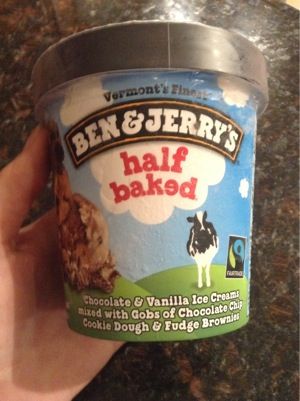 Vermont's Finest
BEN & JERRY'S
half
baked
FAIRTRADE
Chocolate & Vanilla Ice Creams
mixed with Gobs of Chocolate Chip
Cookie Dough & Fudge Brownies